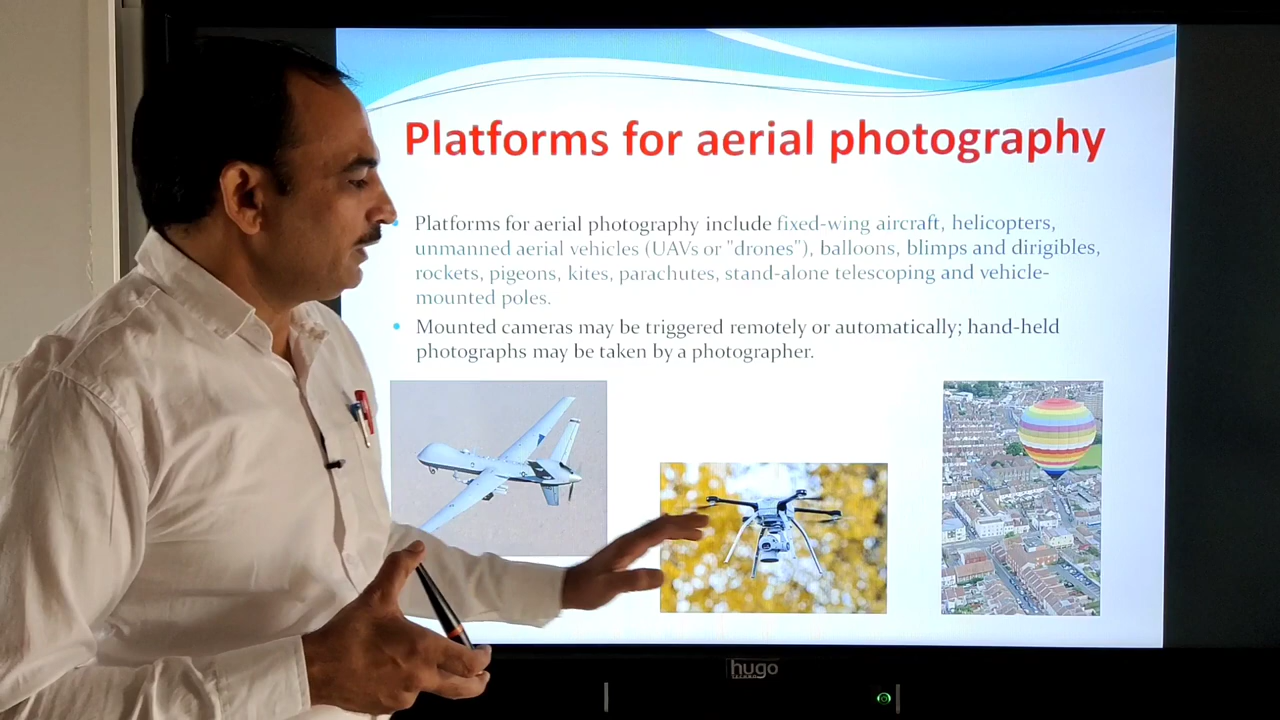 Platforms for aerial photography
Platforms for aerial photography include fixed-wing aircraft, helicopters,
unmanned aerial vehicles (UAVs or "drones"), balloons, blimps and dirigibles,
rockets, pigeons, kites, parachutes, stand-alone telescoping and vehicle-
mounted poles.
Mounted cameras may be triggered remotely or automatically; hand-held
photographs may be taken by a photographer.
hugo
TECHNO